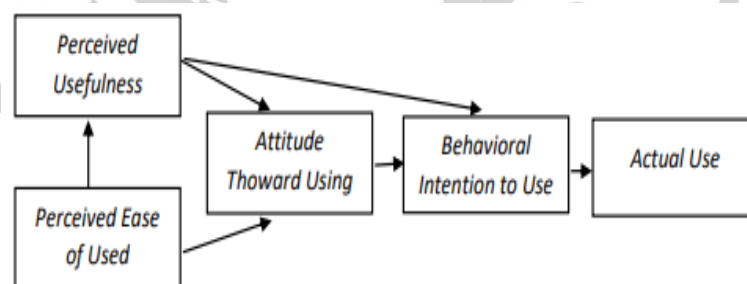 Perceived
Usefulness
Attitude
Thoward Using
Behavioral
Intention to Use
Actual Use
Perceived Ease
of Used